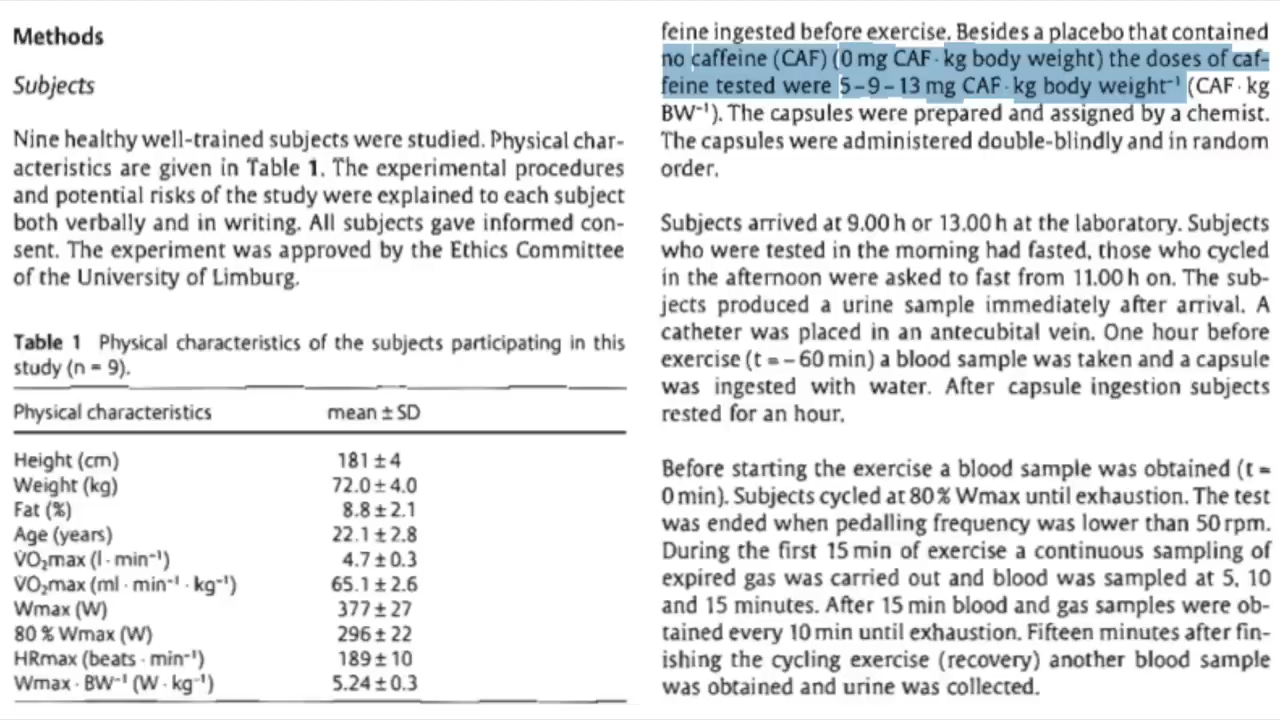 Methods
Subjects
Nine healthy well-trained subjects were studied. Physical char-
acteristics are given in Table 1. The experimental procedures
and potential risks of the study were explained to each subject
both verbally and in writing. All subjects gave informed con-
sent. The experiment was approved by the Ethics Committee
of the University of Limburg.
Table 1 Physical characteristics of the subjects participating in this
study (n = 9).
Physical characteristics mean ± SD
Height (cm) 181 ± 4
Weight (kg) 72.0 ± 4.0
Fat (%) 8.8 ± 2.1
Age (years) 22.1 ± 2.8
V̇O₂max (l · min⁻¹) 4.7 ± 0.3
V̇O₂max (ml · min⁻¹ · kg⁻¹) 65.1 ± 2.6
Wmax (W) 377 ± 27
80 % Wmax (W) 296 ± 22
HRmax (beats · min⁻¹) 189 ± 10
Wmax · BW⁻¹ (W · kg⁻¹) 5.24 ± 0.3
feine ingested before exercise. Besides a placebo that contained
no caffeine (CAF) (0 mg CAF · kg body weight) the doses of caf-
feine tested were 5–9–13 mg CAF · kg body weight⁻¹ (CAF · kg
BW⁻¹). The capsules were prepared and assigned by a chemist.
The capsules were administered double-blindly and in random
order.
Subjects arrived at 9.00 h or 13.00 h at the laboratory. Subjects
who were tested in the morning had fasted, those who cycled
in the afternoon were asked to fast from 11.00 h on. The sub-
jects produced a urine sample immediately after arrival. A
catheter was placed in an antecubital vein. One hour before
exercise (t = – 60 min) a blood sample was taken and a capsule
was ingested with water. After capsule ingestion subjects
rested for an hour.
Before starting the exercise a blood sample was obtained (t =
0 min). Subjects cycled at 80 % Wmax until exhaustion. The test
was ended when pedalling frequency was lower than 50 rpm.
During the first 15 min of exercise a continuous sampling of
expired gas was carried out and blood was sampled at 5, 10
and 15 minutes. After 15 min blood and gas samples were ob-
tained every 10 min until exhaustion. Fifteen minutes after fin-
ishing the cycling exercise (recovery) another blood sample
was obtained and urine was collected.